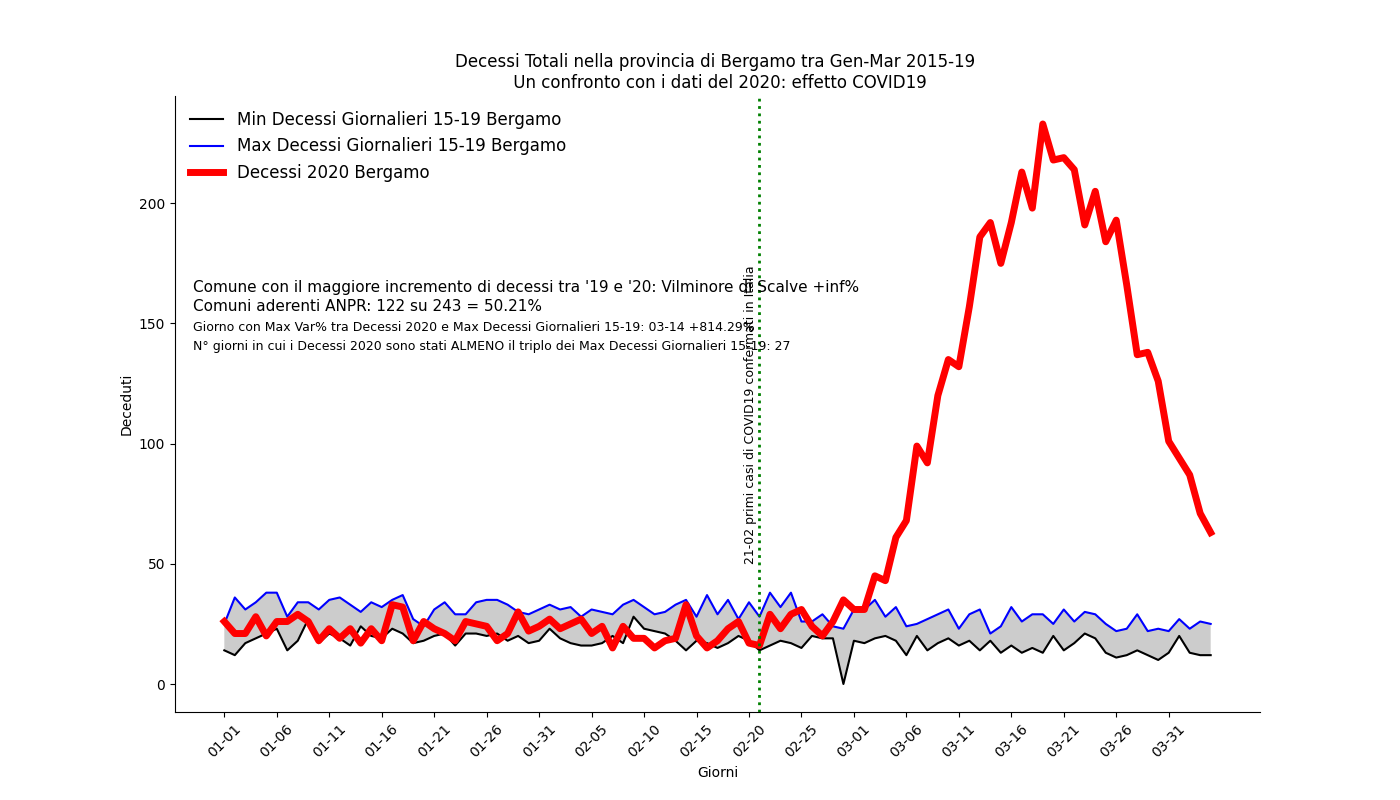 Decessi Totali nella provincia di Bergamo tra Gen-Mar 2015-19
Un confronto con i dati del 2020: effetto COVID19
Min Decessi Giornalieri 15-19 Bergamo
Max Decessi Giornalieri 15-19 Bergamo
Decessi 2020 Bergamo
Comune con il maggiore incremento di decessi tra '19 e '20: Vilminore di Scalve +inf%
Comuni aderenti ANPR: 122 su 243 = 50.21%
Giorno con Max Var% tra Decessi 2020 e Max Decessi Giornalieri 15-19: 03-14 +814.29%
N° giorni in cui i Decessi 2020 sono stati ALMENO il triplo dei Max Decessi Giornalieri 15-19: 27
21-02 primi casi di COVID19 confermati in Italia
Deceduti
200
150
100
50
0
01-01 01-06 01-11 01-16 01-21 01-26 01-31 02-05 02-10 02-15 02-20 02-25 03-01 03-06 03-11 03-16 03-21 03-26 03-31
Giorni